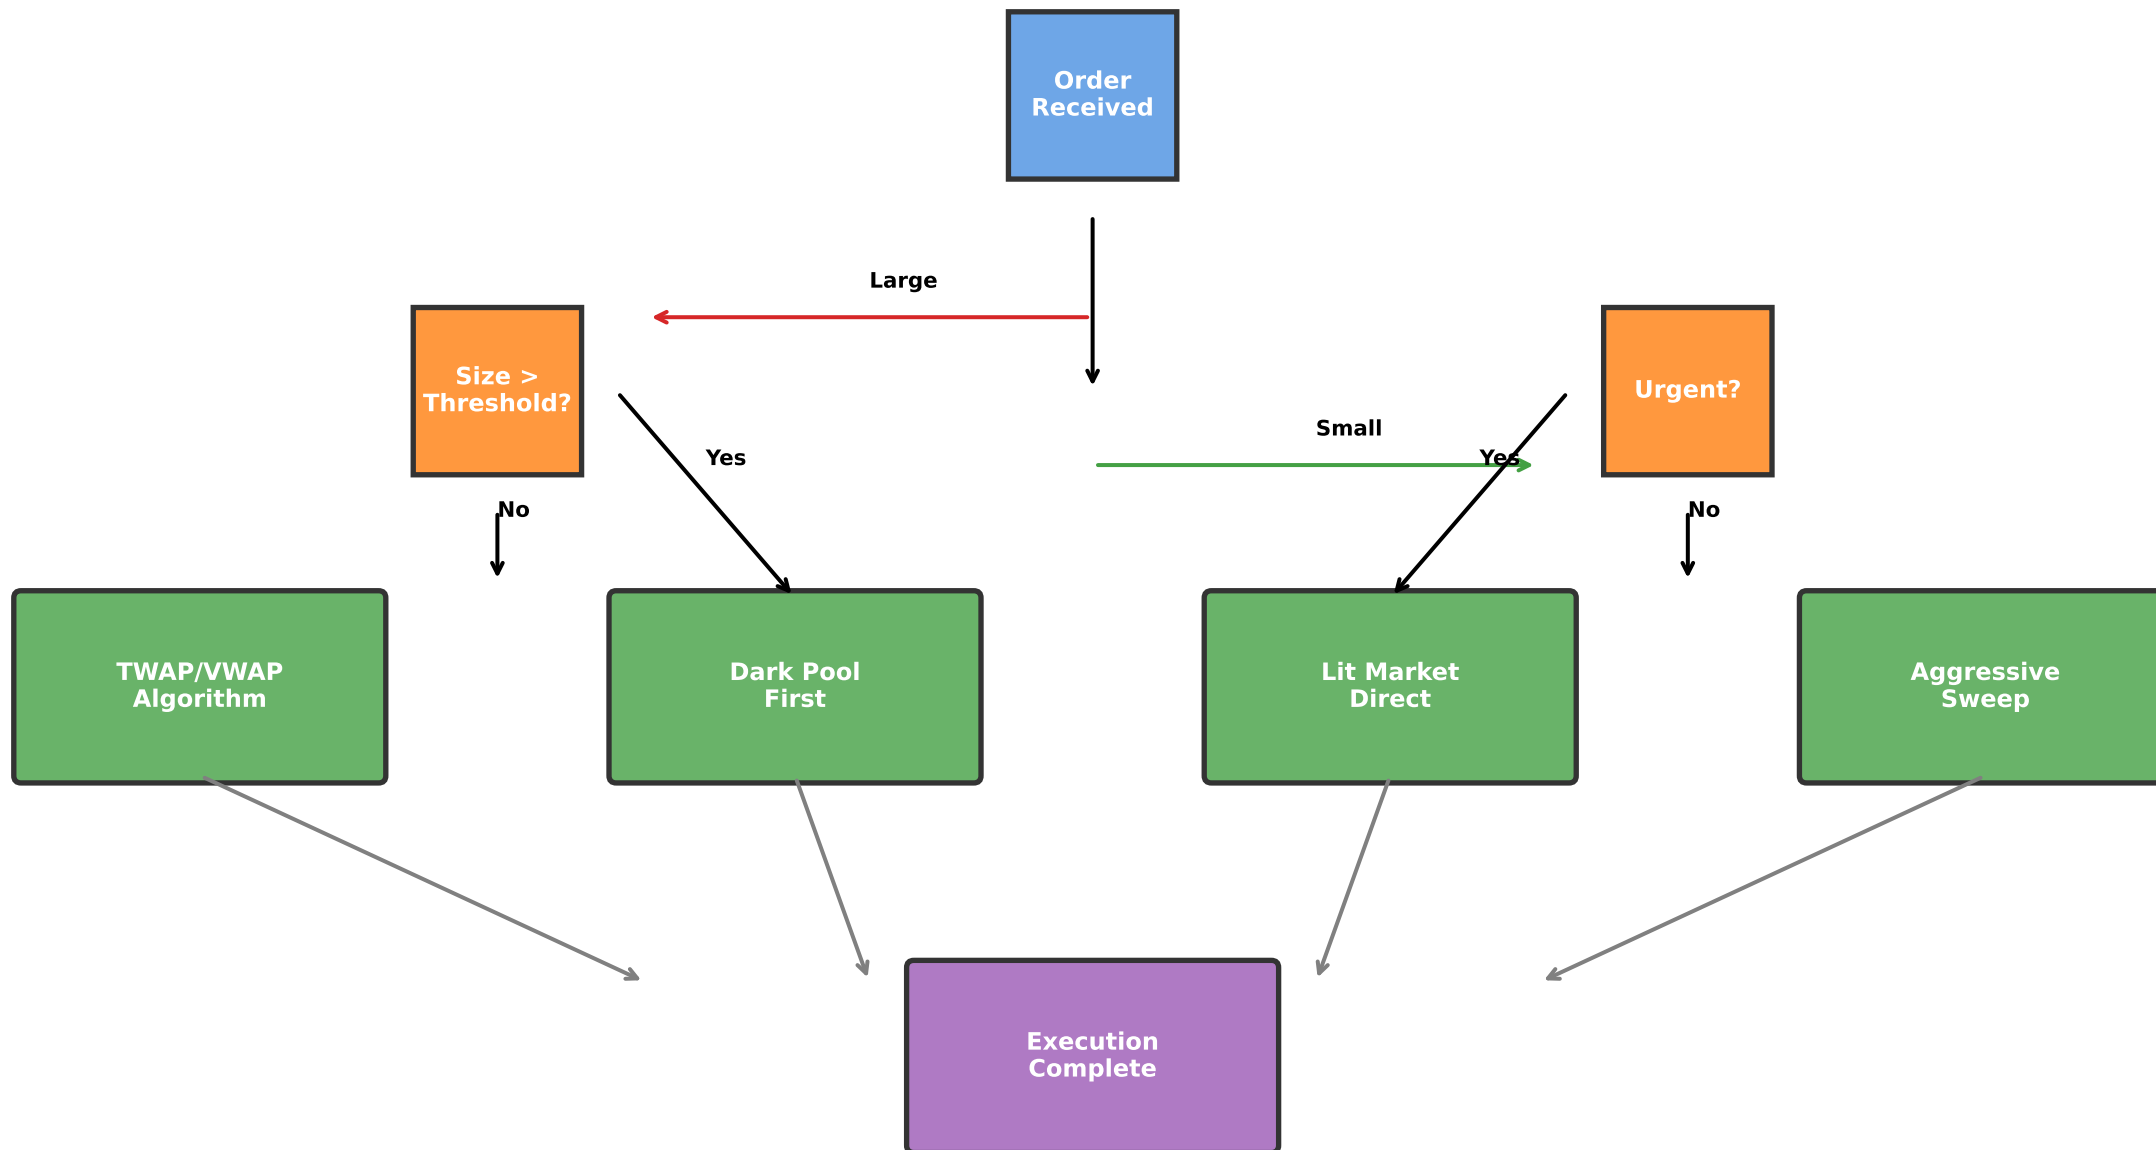 Order
Received
Large
Size >
Threshold?
Urgent?
Small
Yes
Yes
No
No
TWAP/VWAP
Algorithm
Dark Pool
First
Lit Market
Direct
Aggressive
Sweep
Execution
Complete